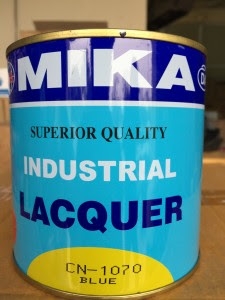 MIKA
SUPERIOR QUALITY
INDUSTRIAL
LACQUER
CN-1070
BLUE